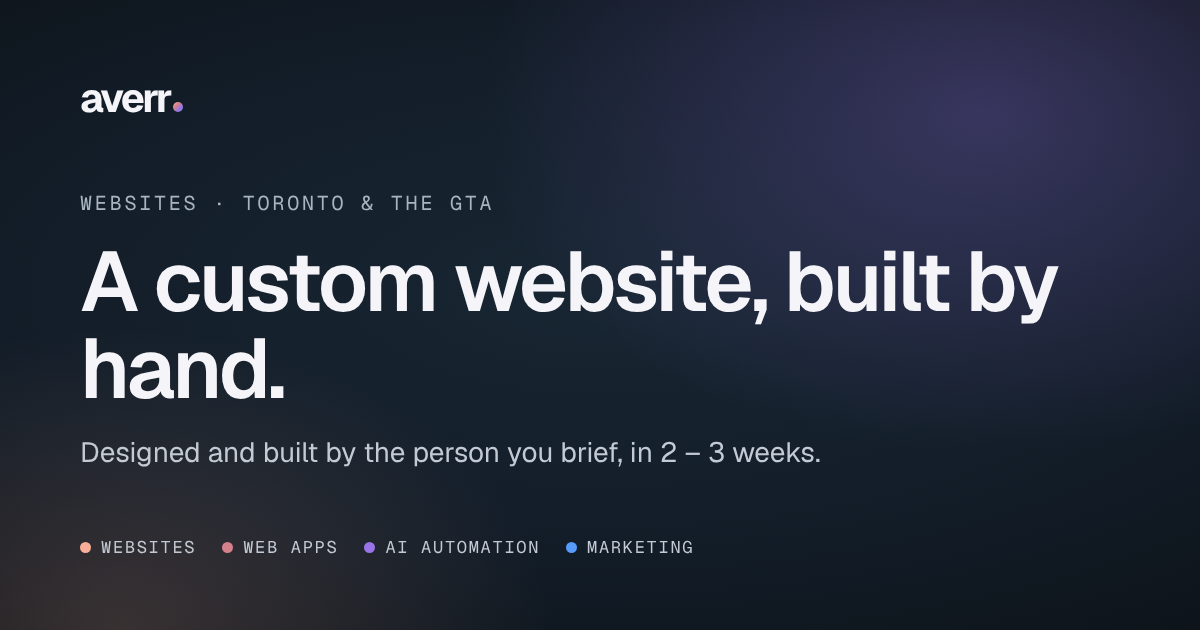 averr.
WEBSITES · TORONTO & THE GTA
A custom website, built by
hand.
Designed and built by the person you brief, in 2 – 3 weeks.
WEBSITES WEB APPS AI AUTOMATION MARKETING